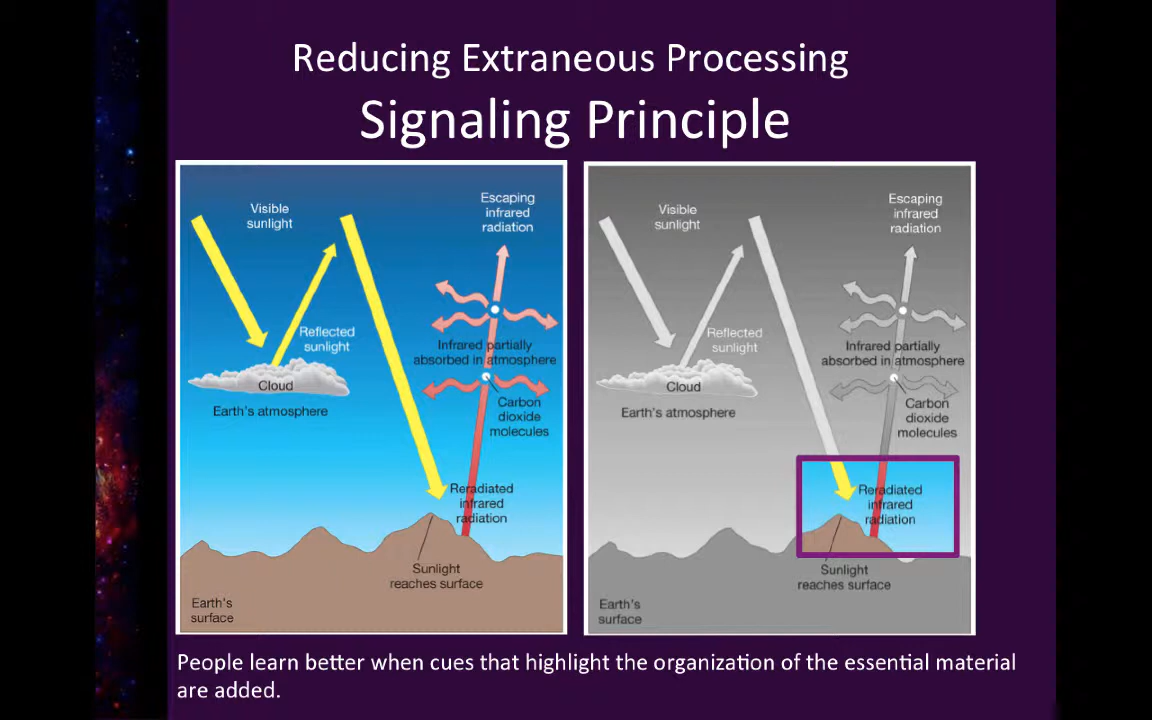 Reducing Extraneous Processing
Signaling Principle
Visible
sunlight
Escaping
infrared
radiation
Reflected
sunlight
Infrared partially
absorbed in atmosphere
Cloud
Earth's atmosphere
Carbon
dioxide
molecules
Reradiated
infrared
radiation
Sunlight
reaches surface
Earth's
surface
Visible
sunlight
Escaping
infrared
radiation
Reflected
sunlight
Infrared partially
absorbed in atmosphere
Cloud
Earth's atmosphere
Carbon
dioxide
molecules
Reradiated
infrared
radiation
Sunlight
reaches surface
Earth's
surface
People learn better when cues that highlight the organization of the essential material
are added.